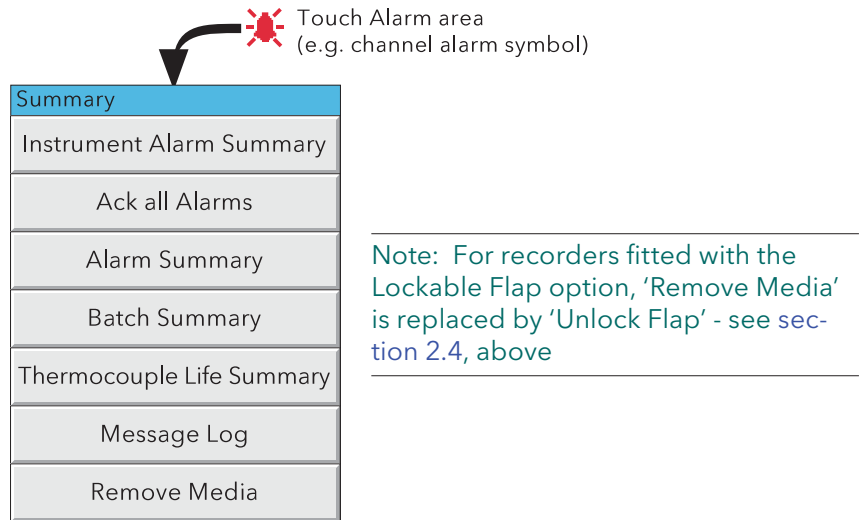 Touch Alarm area
(e.g. channel alarm symbol)
Summary
Instrument Alarm Summary
Ack all Alarms
Alarm Summary
Batch Summary
Thermocouple Life Summary
Message Log
Remove Media
Note: For recorders fitted with the
Lockable Flap option, ‘Remove Media’
is replaced by ‘Unlock Flap’ - see sec-
tion 2.4, above